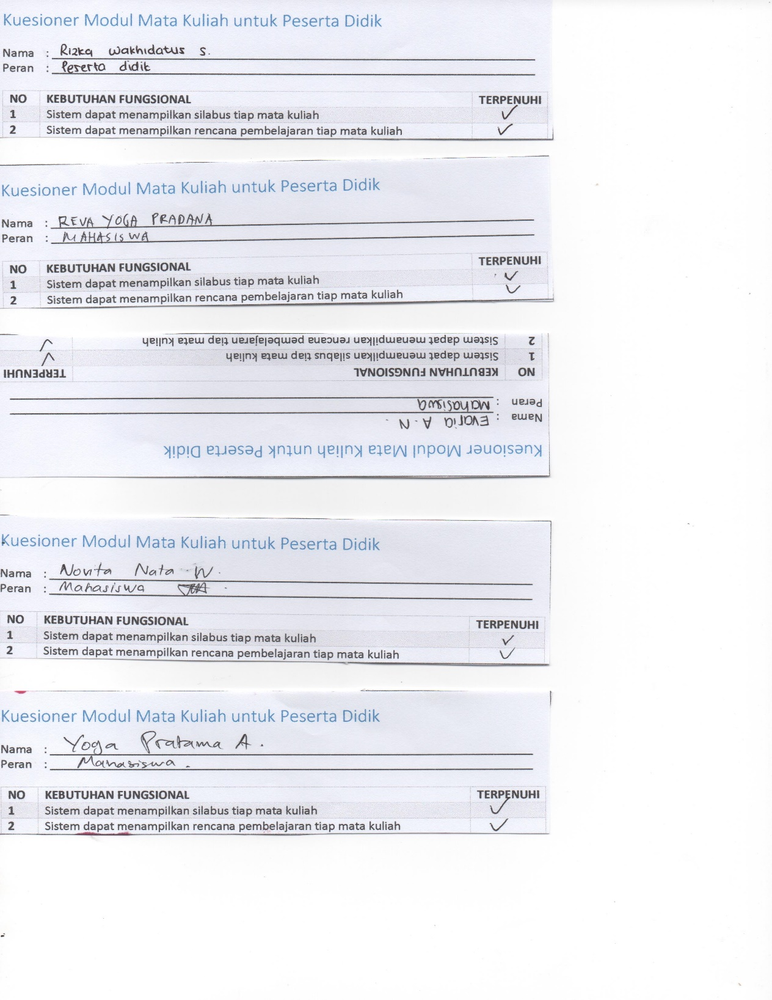 Kuesioner Modul Mata Kuliah untuk Peserta Didik
Nama : Rizka Wakhidatus S.
Peran : Peserta didik
NO KEBUTUHAN FUNGSIONAL TERPENUHI
1 Sistem dapat menampilkan silabus tiap mata kuliah ✓
2 Sistem dapat menampilkan rencana pembelajaran tiap mata kuliah ✓
Kuesioner Modul Mata Kuliah untuk Peserta Didik
Nama : REVA YOGA PRADANA
Peran : MAHASISWA
NO KEBUTUHAN FUNGSIONAL TERPENUHI
1 Sistem dapat menampilkan silabus tiap mata kuliah ✓
2 Sistem dapat menampilkan rencana pembelajaran tiap mata kuliah ✓
Kuesioner Modul Mata Kuliah untuk Peserta Didik
Nama : Evaria A. N.
Peran : Mahasiswa
NO KEBUTUHAN FUNGSIONAL TERPENUHI
1 Sistem dapat menampilkan silabus tiap mata kuliah ✓
2 Sistem dapat menampilkan rencana pembelajaran tiap mata kuliah ✓
Kuesioner Modul Mata Kuliah untuk Peserta Didik
Nama : Novita Nata W.
Peran : Mahasiswa
NO KEBUTUHAN FUNGSIONAL TERPENUHI
1 Sistem dapat menampilkan silabus tiap mata kuliah ✓
2 Sistem dapat menampilkan rencana pembelajaran tiap mata kuliah ✓
Kuesioner Modul Mata Kuliah untuk Peserta Didik
Nama : Yoga Pratama A.
Peran : Mahasiswa.
NO KEBUTUHAN FUNGSIONAL TERPENUHI
1 Sistem dapat menampilkan silabus tiap mata kuliah ✓
2 Sistem dapat menampilkan rencana pembelajaran tiap mata kuliah ✓